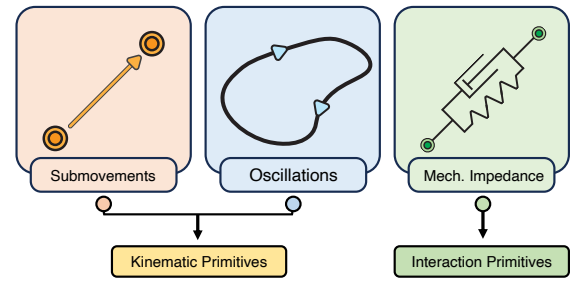 Submovements
Oscillations
Mech. Impedance
Kinematic Primitives
Interaction Primitives